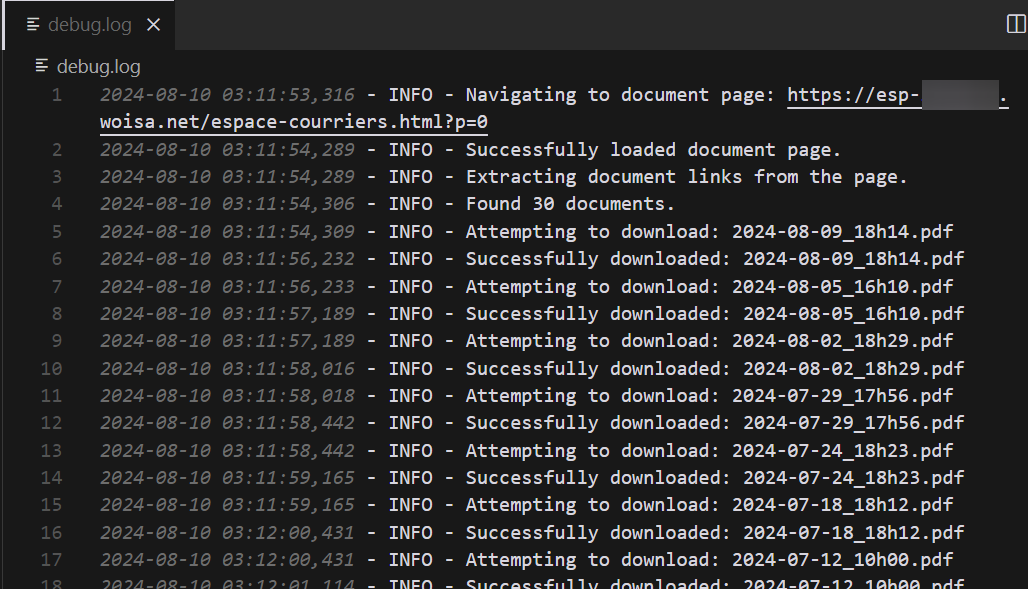 debug.log
debug.log
1 2024-08-10 03:11:53,316 - INFO - Navigating to document page: https://esp- .
woisa.net/espace-courriers.html?p=0
2 2024-08-10 03:11:54,289 - INFO - Successfully loaded document page.
3 2024-08-10 03:11:54,289 - INFO - Extracting document links from the page.
4 2024-08-10 03:11:54,306 - INFO - Found 30 documents.
5 2024-08-10 03:11:54,309 - INFO - Attempting to download: 2024-08-09_18h14.pdf
6 2024-08-10 03:11:56,232 - INFO - Successfully downloaded: 2024-08-09_18h14.pdf
7 2024-08-10 03:11:56,233 - INFO - Attempting to download: 2024-08-05_16h10.pdf
8 2024-08-10 03:11:57,189 - INFO - Successfully downloaded: 2024-08-05_16h10.pdf
9 2024-08-10 03:11:57,189 - INFO - Attempting to download: 2024-08-02_18h29.pdf
10 2024-08-10 03:11:58,016 - INFO - Successfully downloaded: 2024-08-02_18h29.pdf
11 2024-08-10 03:11:58,018 - INFO - Attempting to download: 2024-07-29_17h56.pdf
12 2024-08-10 03:11:58,442 - INFO - Successfully downloaded: 2024-07-29_17h56.pdf
13 2024-08-10 03:11:58,442 - INFO - Attempting to download: 2024-07-24_18h23.pdf
14 2024-08-10 03:11:59,165 - INFO - Successfully downloaded: 2024-07-24_18h23.pdf
15 2024-08-10 03:11:59,165 - INFO - Attempting to download: 2024-07-18_18h12.pdf
16 2024-08-10 03:12:00,431 - INFO - Successfully downloaded: 2024-07-18_18h12.pdf
17 2024-08-10 03:12:00,431 - INFO - Attempting to download: 2024-07-12_10h00.pdf
18 2024-08-10 03:12:01,114 - INFO - Successfully downloaded: 2024-07-12_10h00.pdf